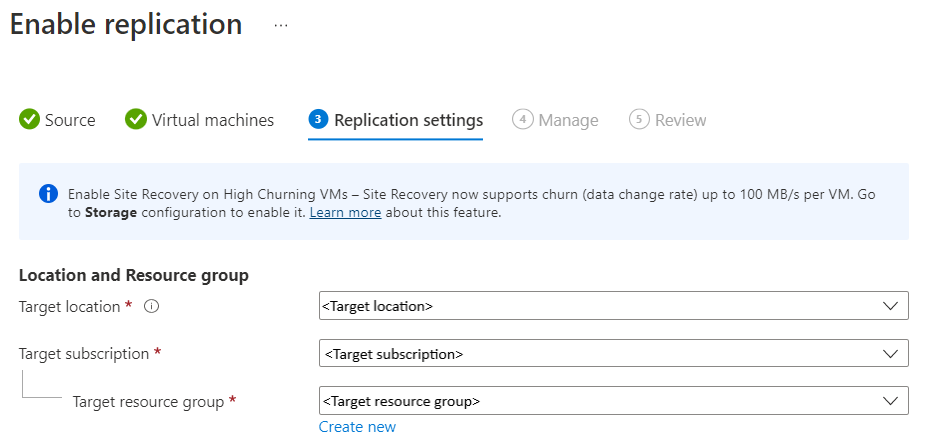 Enable replication ...
Source Virtual machines 3 Replication settings 4 Manage 5 Review
Enable Site Recovery on High Churning VMs – Site Recovery now supports churn (data change rate) up to 100 MB/s per VM. Go
to Storage configuration to enable it. Learn more about this feature.
Location and Resource group
Target location * <Target location>
Target subscription * <Target subscription>
Target resource group * <Target resource group>
Create new